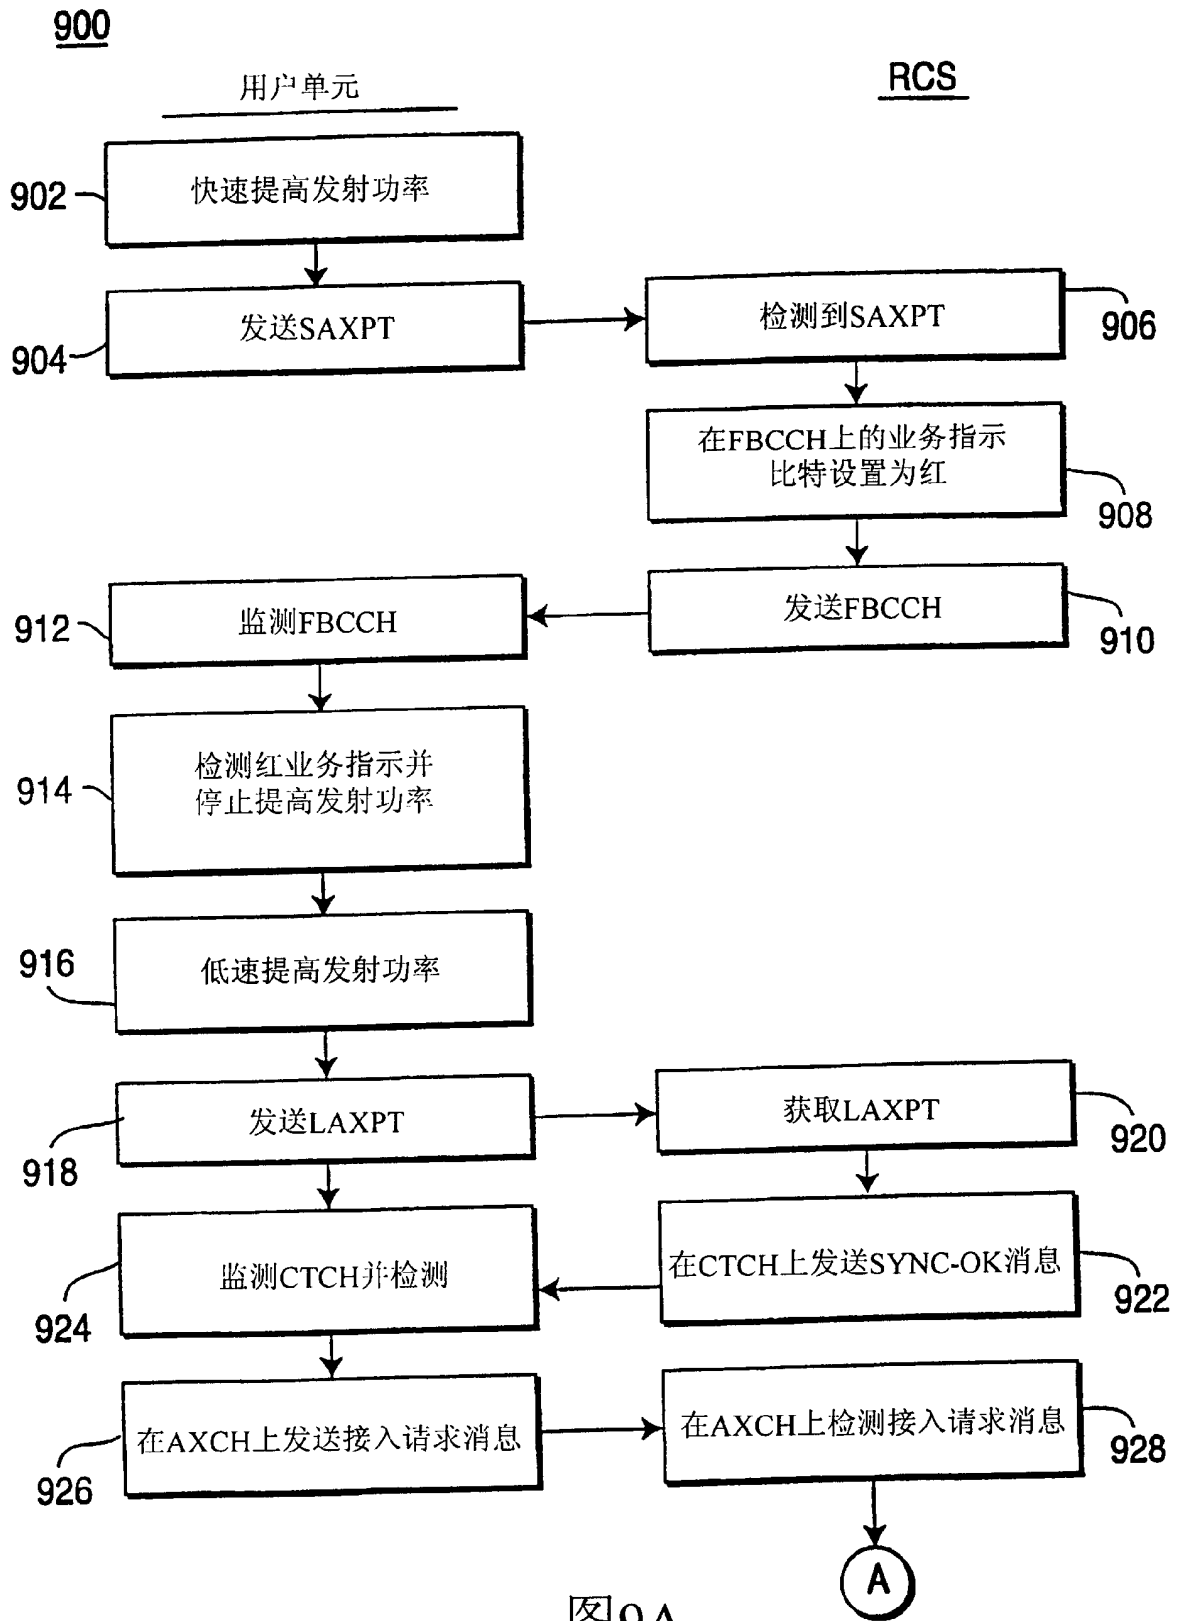 900
用户单元
RCS
902
快速提高发射功率
904
发送SAXPT
检测到SAXPT
906
在FBCCH上的业务指示
比特设置为红
908
912
监测FBCCH
发送FBCCH
910
914
检测红业务指示并
停止提高发射功率
916
低速提高发射功率
918
发送LAXPT
获取LAXPT
920
924
监测CTCH并检测
在CTCH上发送SYNC-OK消息
922
926
在AXCH上发送接入请求消息
在AXCH上检测接入请求消息
928
A
图9A